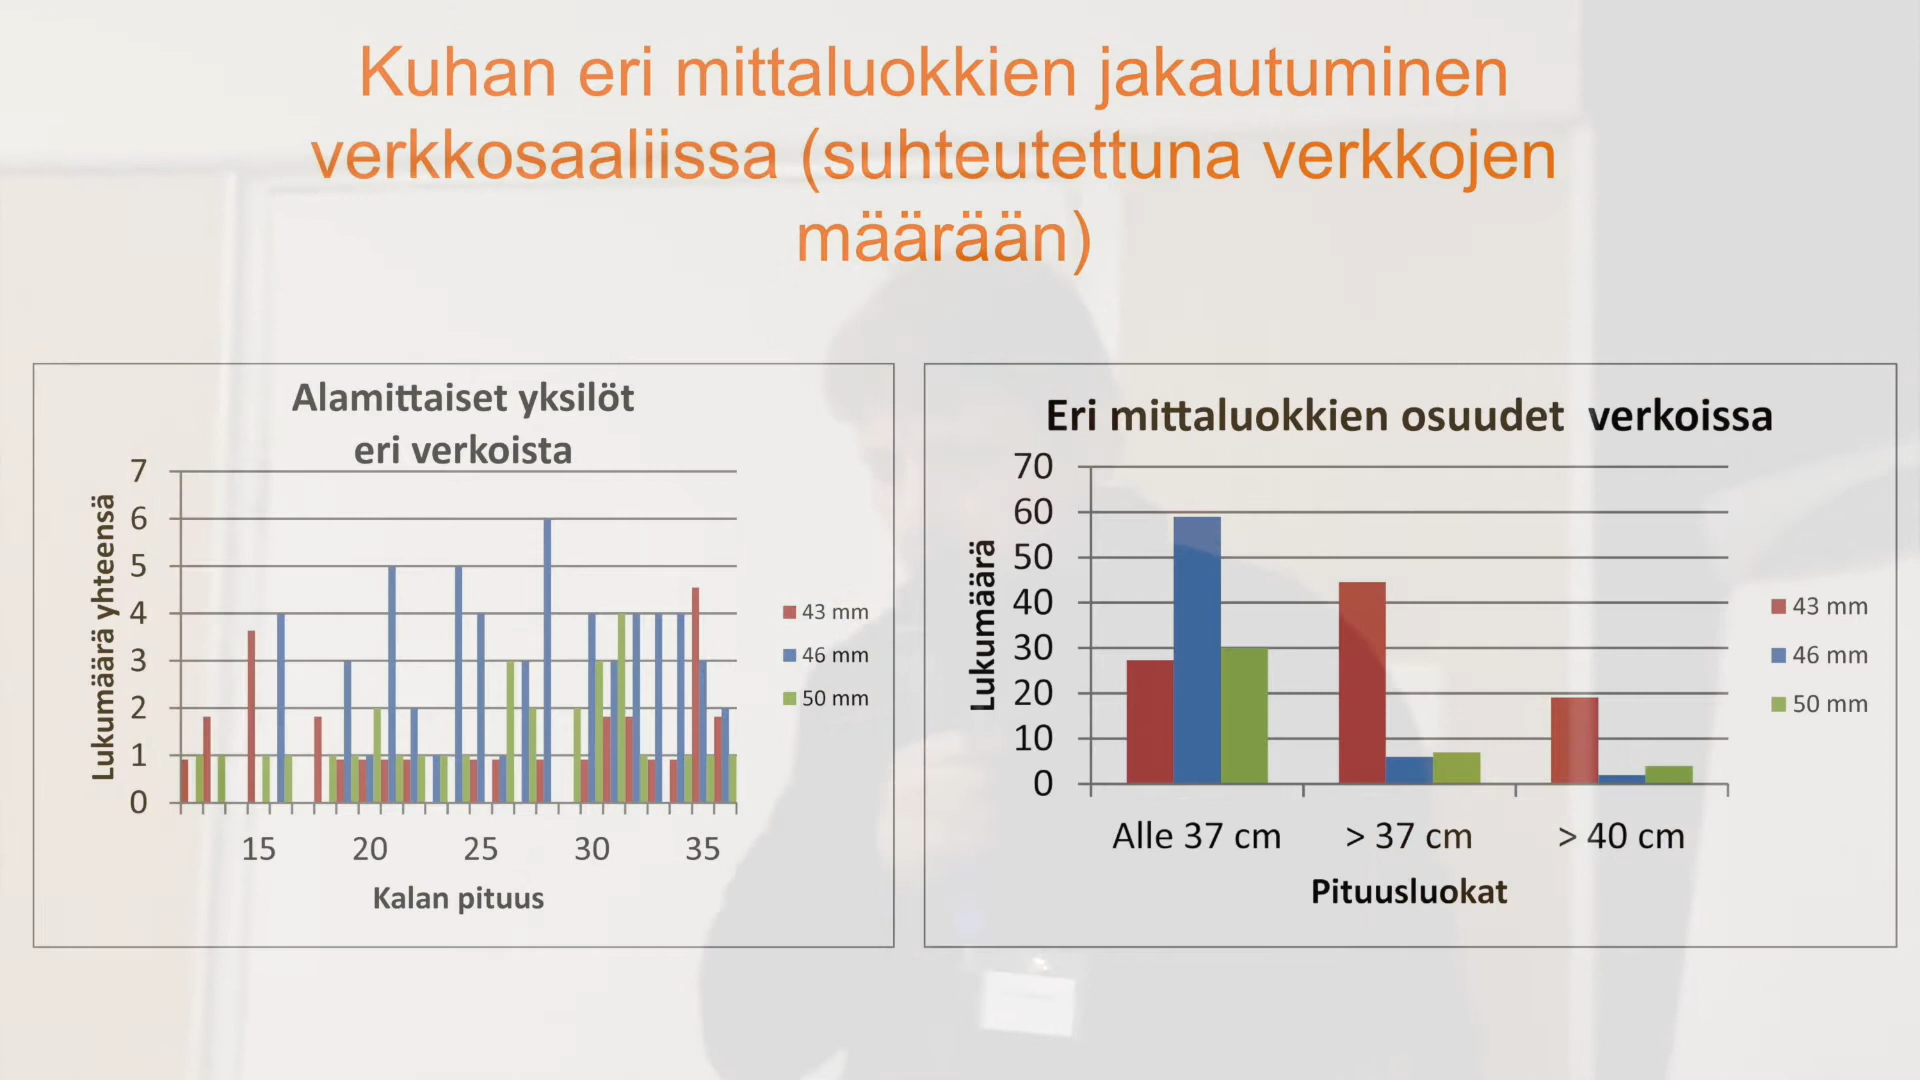 Kuhan eri mittaluokkien jakautuminen
verkkosaaliissa (suhteutettuna verkkojen
määrään)
Alamittaiset yksilöt
eri verkoista
Lukumäärä yhteensä
7
6
5
4
3
2
1
0
15 20 25 30 35
Kalan pituus
43 mm
46 mm
50 mm
Eri mittaluokkien osuudet verkoissa
Lukumäärä
70
60
50
40
30
20
10
0
Alle 37 cm > 37 cm > 40 cm
Pituusluokat
43 mm
46 mm
50 mm